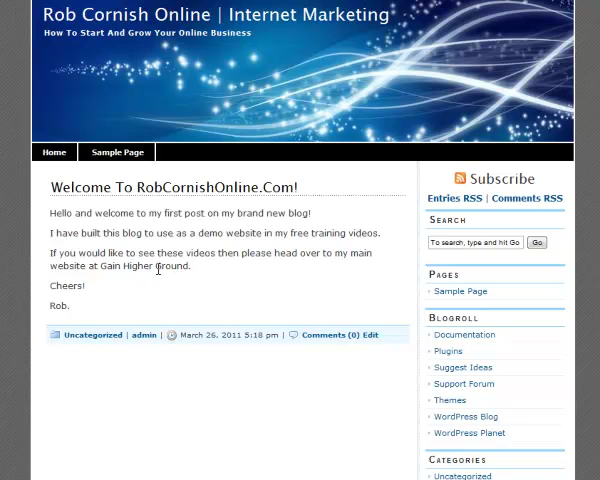 Rob Cornish Online | Internet Marketing
How To Start And Grow Your Online Business
Home
Sample Page
Welcome To RobCornishOnline.Com!
Hello and welcome to my first post on my brand new blog!
I have built this blog to use as a demo website in my free training videos.
If you would like to see these videos then please head over to my main
website at Gain Higher Ground.
Cheers!
Rob.
Uncategorized | admin | March 26, 2011 5:18 pm | Comments (0) Edit
Subscribe
Entries RSS | Comments RSS
Search
To search, type and hit Go
Go
Pages
Sample Page
Blogroll
Documentation
Plugins
Suggest Ideas
Support Forum
Themes
WordPress Blog
WordPress Planet
Categories
Uncategorized